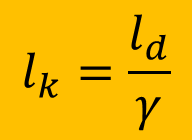 l_k = l_d / γ